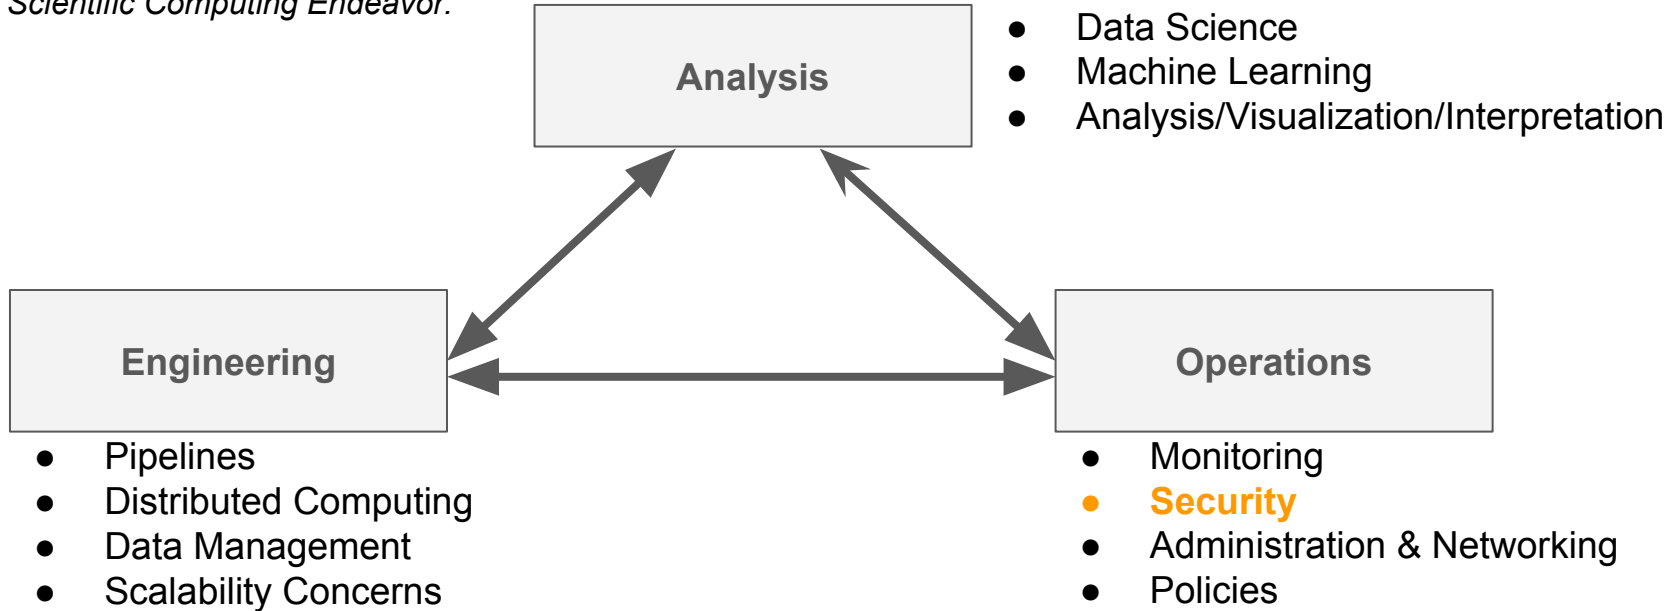 Scientific Computing Endeavor.
Analysis
● Data Science
● Machine Learning
● Analysis/Visualization/Interpretation
Engineering
● Pipelines
● Distributed Computing
● Data Management
● Scalability Concerns
Operations
● Monitoring
● Security
● Administration & Networking
● Policies